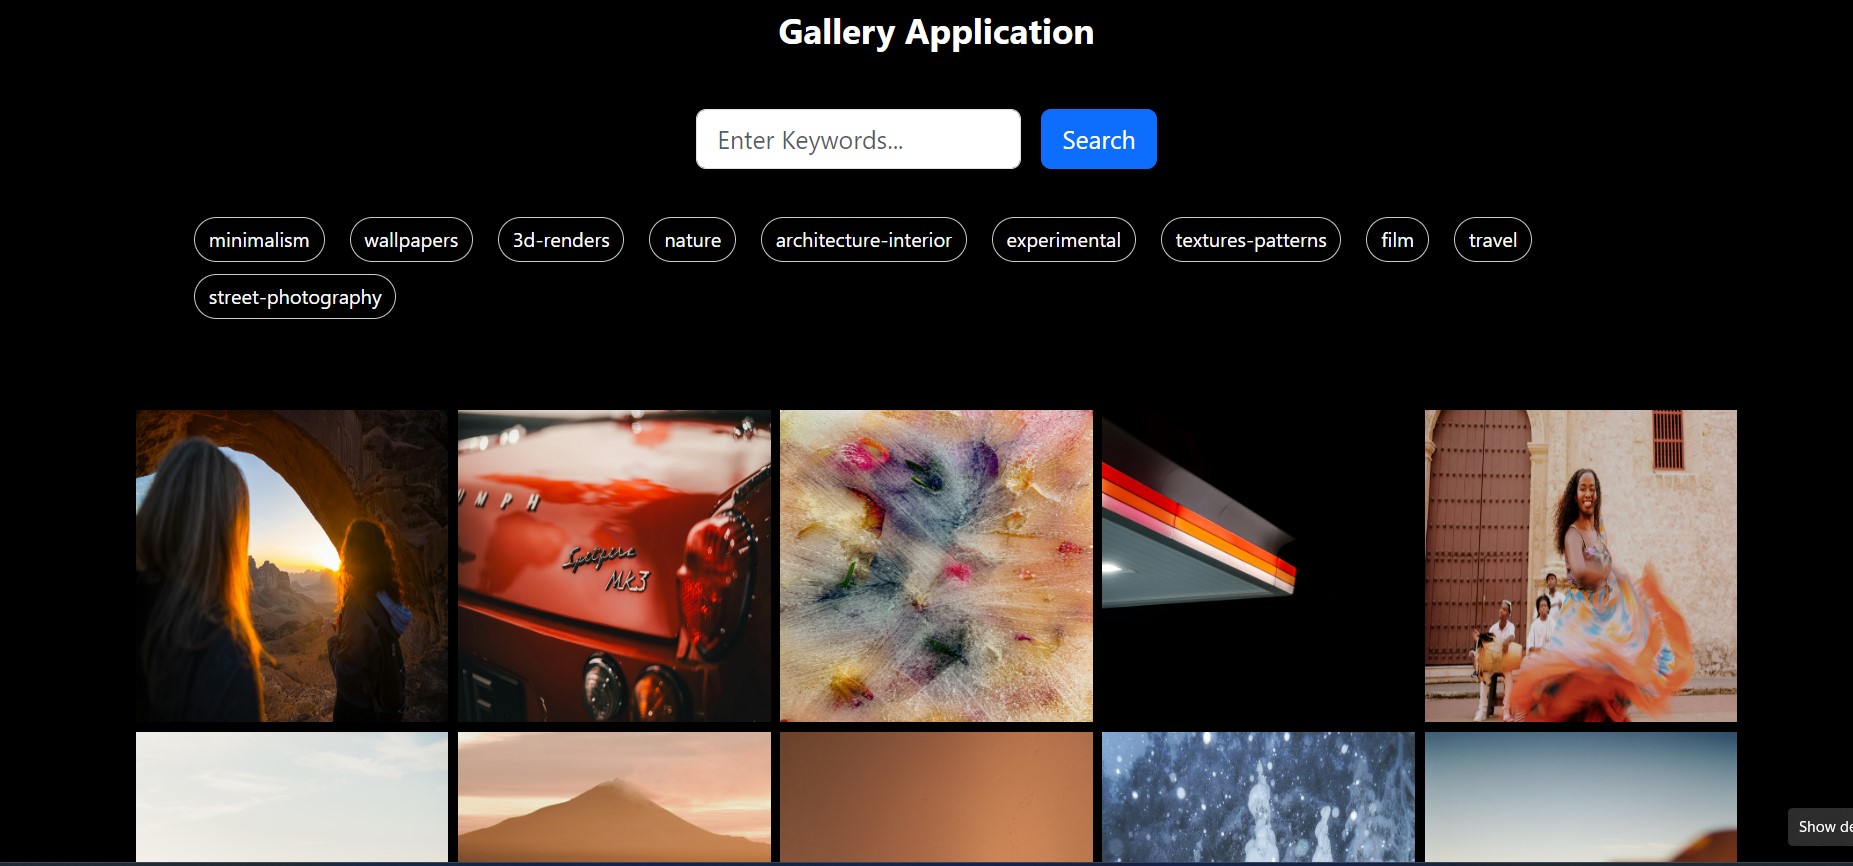 Gallery Application
Enter Keywords...
Search
minimalism
wallpapers
3d-renders
nature
architecture-interior
experimental
textures-patterns
film
travel
street-photography
UMPH
Spitfire
MK3
Show de